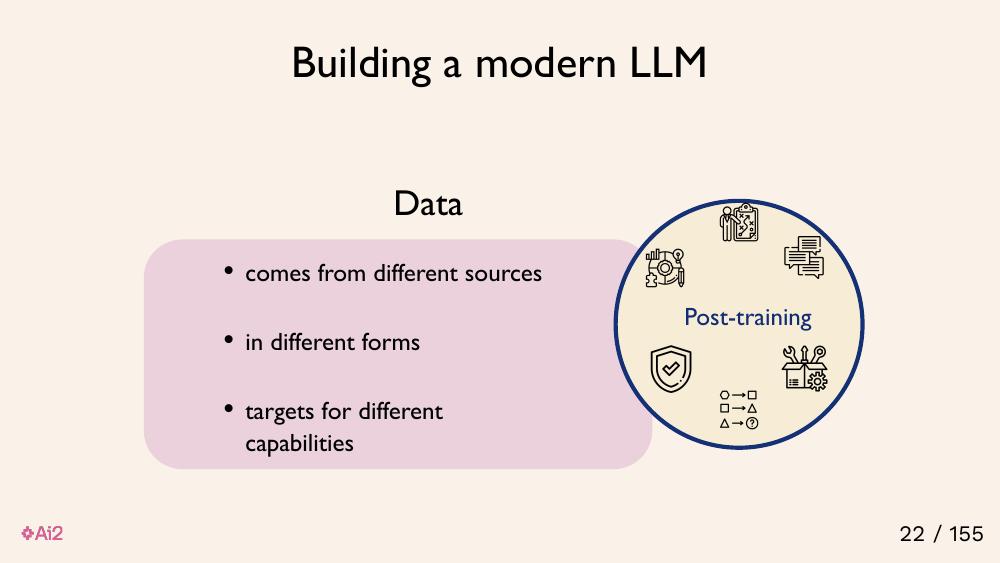 Building a modern LLM
Data
• comes from different sources
• in different forms
• targets for different
capabilities
Post-training
Ai2
22 / 155